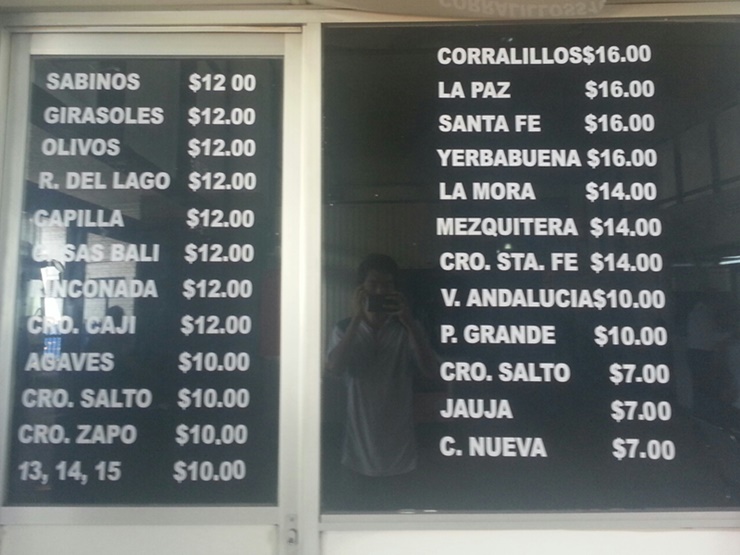 SABINOS $12 00
GIRASOLES $12.00
OLIVOS $12.00
R. DEL LAGO $12.00
CAPILLA $12.00
CASAS BALI $12.00
RINCONADA $12.00
CRO. CAJI $12.00
AGAVES $10.00
CRO. SALTO $10.00
CRO. ZAPO $10.00
13, 14, 15 $10.00
CORRALILLOS$16.00
LA PAZ $16.00
SANTA FE $16.00
YERBABUENA $16.00
LA MORA $14.00
MEZQUITERA $14.00
CRO. STA. FE $14.00
V. ANDALUCIA$10.00
P. GRANDE $10.00
CRO. SALTO $7.00
JAUJA $7.00
C. NUEVA $7.00